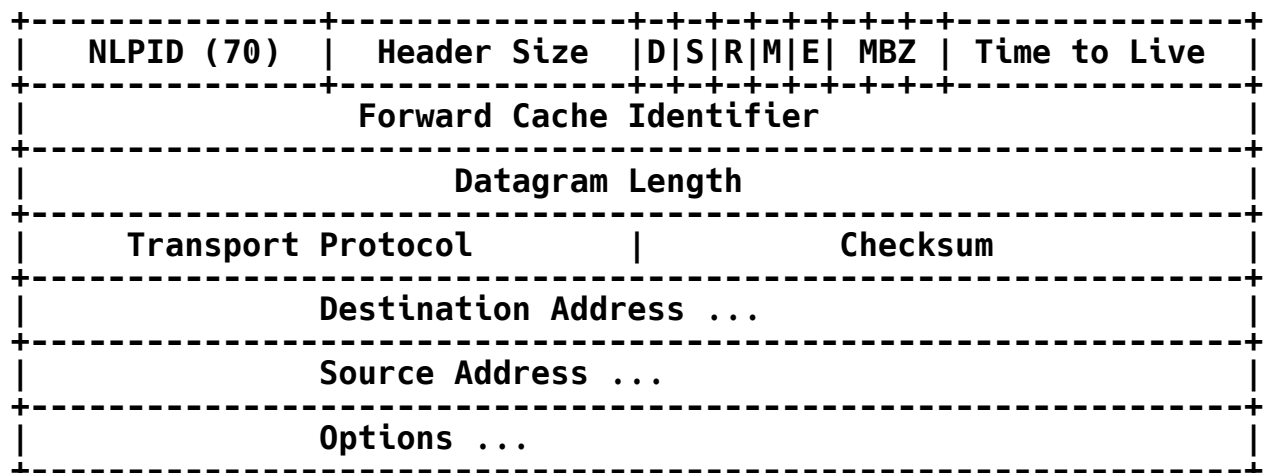 +---------------+---------------+-+-+-+-+-+-+-+-+---------------+
|   NLPID (70)  |  Header Size  |D|S|R|M|E| MBZ | Time to Live  |
+---------------+---------------+-+-+-+-+-+-+-+-+---------------+
|                 Forward Cache Identifier                      |
+---------------------------------------------------------------+
|                      Datagram Length                          |
+---------------------------------------------------------------+
|     Transport Protocol        |          Checksum             |
+---------------------------------------------------------------+
|               Destination Address ...                         |
+---------------------------------------------------------------+
|               Source Address ...                              |
+---------------------------------------------------------------+
|               Options ...                                     |
+---------------------------------------------------------------+